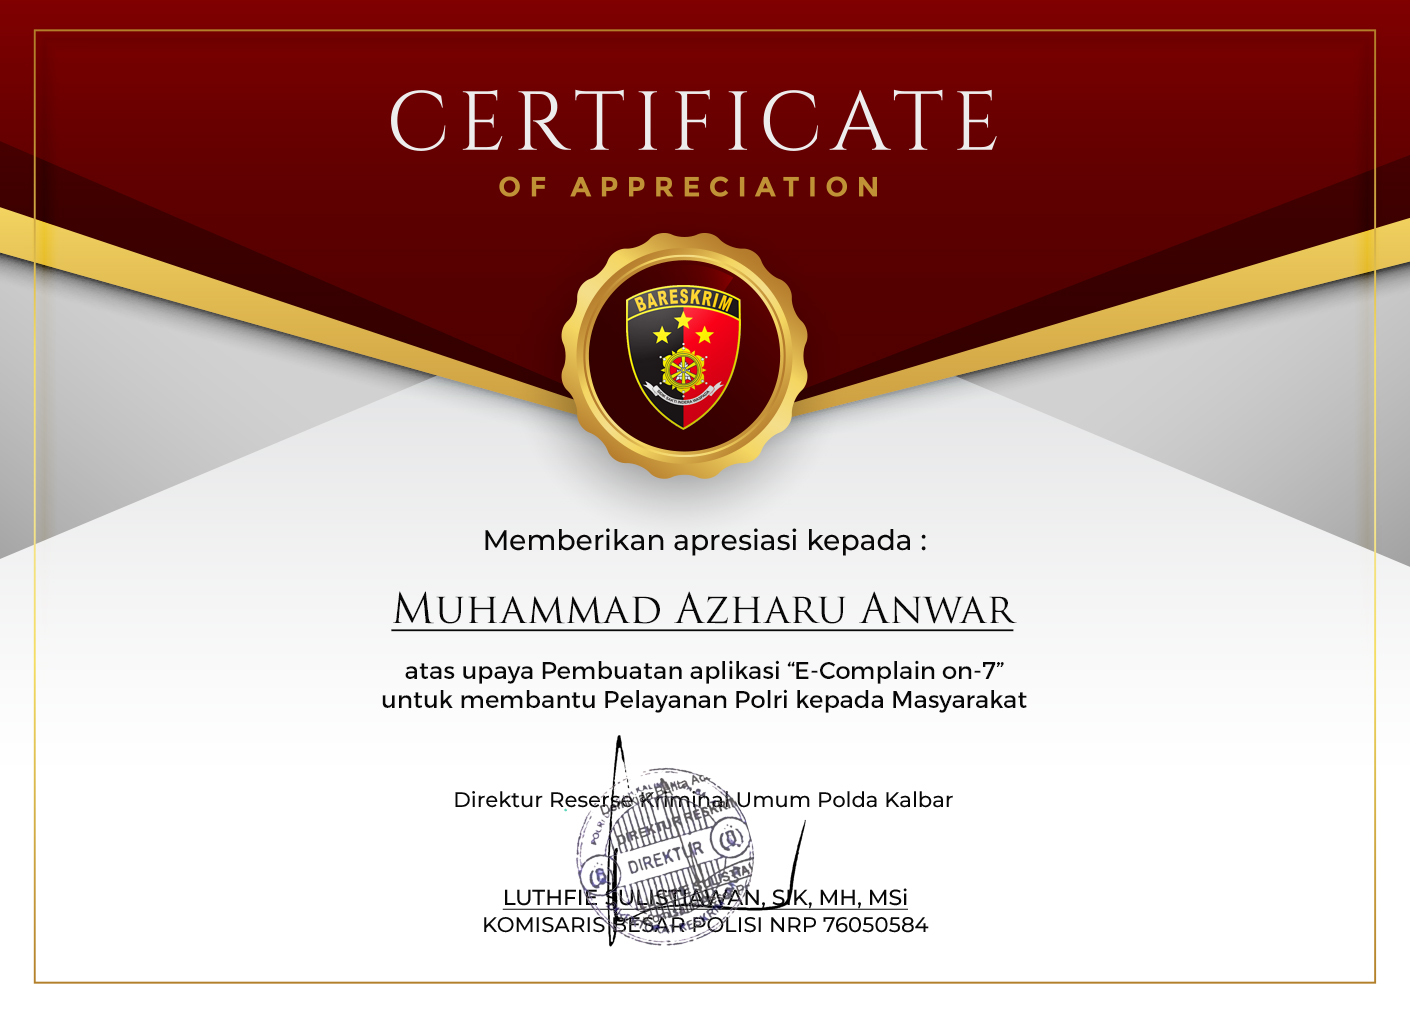 CERTIFICATE
OF APPRECIATION
BARESKRIM
Memberikan apresiasi kepada :
MUHAMMAD AZHARU ANWAR
atas upaya Pembuatan aplikasi “E-Complain on-7”
untuk membantu Pelayanan Polri kepada Masyarakat
Direktur Reserse Kriminal Umum Polda Kalbar
DIREKTUR RESKRIM
DIREKTUR
LUTHFIE SULISTIAWAN, SIK, MH, MSi
KOMISARIS BESAR POLISI NRP 76050584